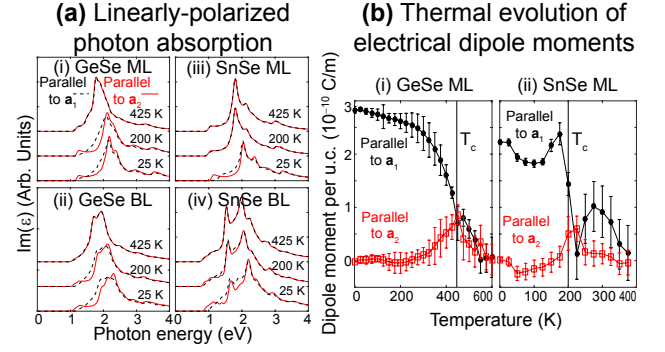 (a) Linearly-polarized
photon absorption
(i) GeSe ML
Parallel
to a1
Parallel
to a2
425 K
200 K
25 K
(iii) SnSe ML
425 K
200 K
25 K
(ii) GeSe BL
425 K
200 K
25 K
(iv) SnSe BL
425 K
200 K
25 K
Im(ε) (Arb. Units)
0 1 2 3 4
0 1 2 3 4
Photon energy (eV)
(b) Thermal evolution of
electrical dipole moments
Dipole moment per u.c. (10⁻¹⁰ C/m)
3
2
1
0
(i) GeSe ML
Parallel
to a1
Tc
Parallel
to a2
0 200 400 600
(ii) SnSe ML
Parallel
to a1
Tc
Parallel
to a2
0 100 200 300
Temperature (K)